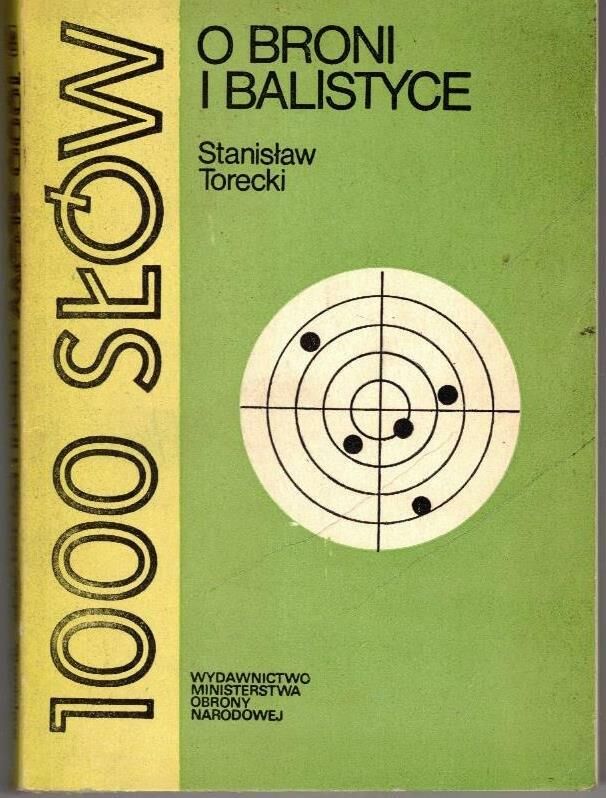 1000 SŁÓW
O BRONI
I BALISTYCE
Stanisław
Torecki
WYDAWNICTWO
MINISTERSTWA
OBRONY
NARODOWEJ